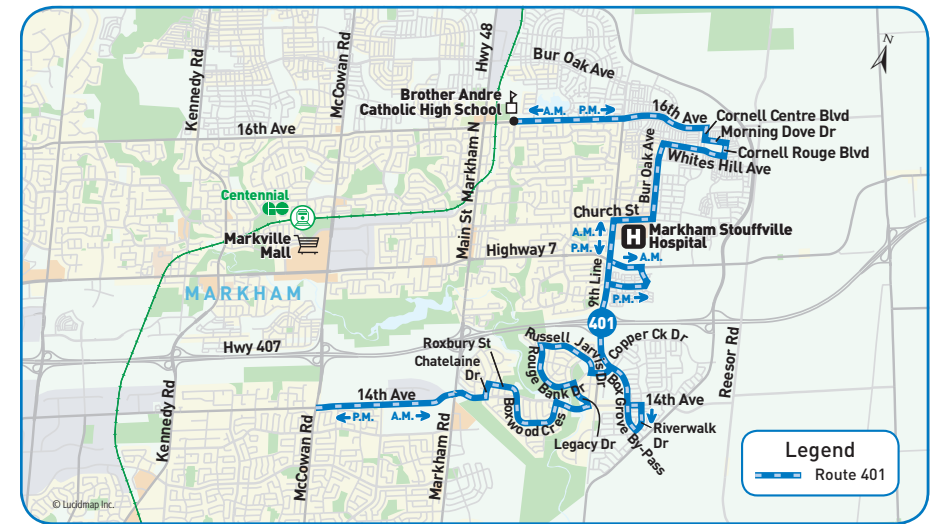 Hwy 48
Bur Oak Ave
N
Kennedy Rd
McCowan Rd
Brother Andre
Catholic High School
A.M.
P.M.
16th Ave
Cornell Centre Blvd
Morning Dove Dr
Cornell Rouge Blvd
Whites Hill Ave
16th Ave
Main St Markham N
Bur Oak Ave
Centennial
Markville
Mall
Church St
A.M.
P.M.
H
Markham Stouffville
Hospital
A.M.
Highway 7
9th Line
P.M.
MARKHAM
401
Hwy 407
Roxbury St
Chatelaine
Dr
Russell Jarvis Dr
Copper Ck Dr
Reesor Rd
Rouge Bank Dr
Box Grove By-Pass
14th Ave
P.M.
A.M.
Boxwood Cres
14th Ave
Legacy Dr
Riverwalk
Dr
Kennedy Rd
McCowan Rd
Markham Rd
Legend
Route 401
© Lucidmap Inc.